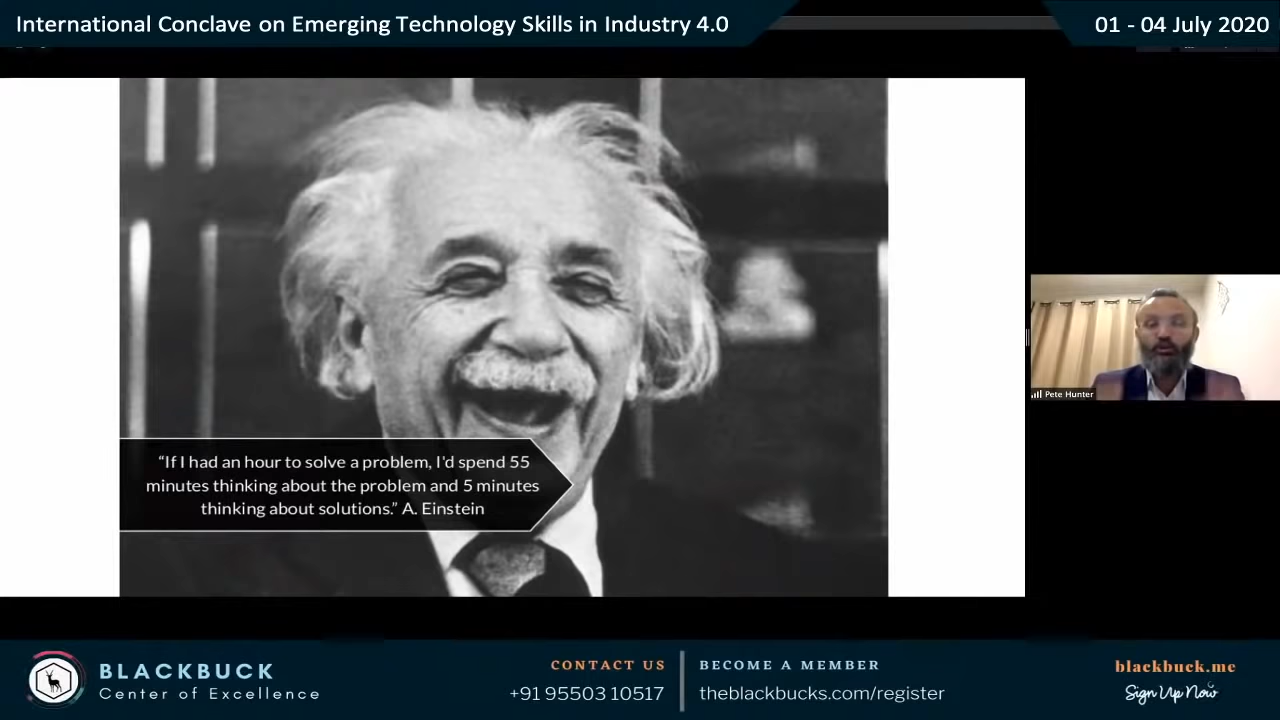 International Conclave on Emerging Technology Skills in Industry 4.0
01 - 04 July 2020
“If I had an hour to solve a problem, I'd spend 55
minutes thinking about the problem and 5 minutes
thinking about solutions.” A. Einstein
Pete Hunter
BLACKBUCK
Center of Excellence
CONTACT US
+91 95503 10517
BECOME A MEMBER
theblackbucks.com/register
blackbuck.me
Sign Up Now